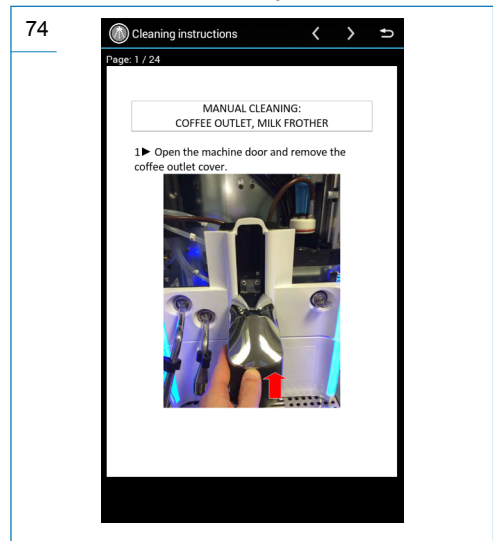 74
Cleaning instructions
Page: 1 / 24
MANUAL CLEANING:
COFFEE OUTLET, MILK FROTHER
1► Open the machine door and remove the
coffee outlet cover.